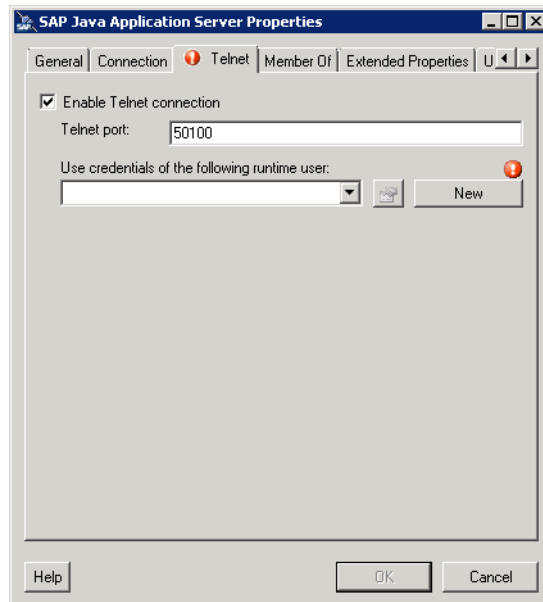 SAP Java Application Server Properties
General Connection Telnet Member Of Extended Properties U
Enable Telnet connection
Telnet port: 50100
Use credentials of the following runtime user:
New
Help OK Cancel